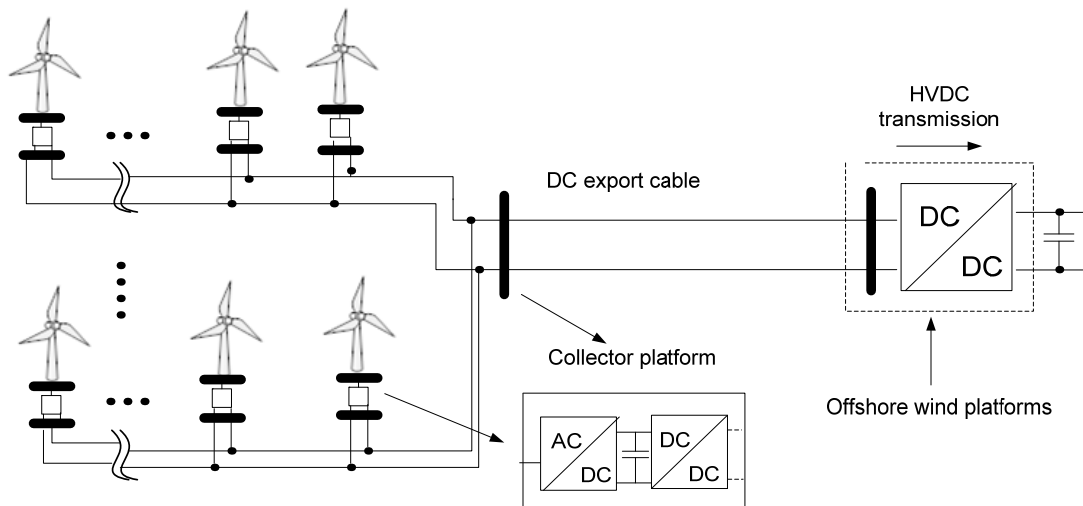 HVDC
transmission
DC export cable
DC
DC
Collector platform
Offshore wind platforms
AC
DC
DC
DC